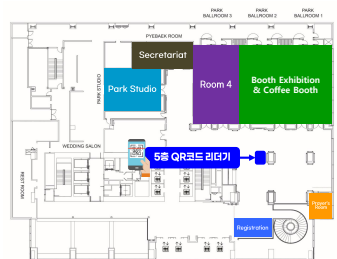 PARK
BALLROOM 3
PARK
BALLROOM 2
PARK
BALLROOM 1
PYEBAEK ROOM
Secretariat
PARK STUDIO
Park Studio
Room 4
Booth Exhibition
& Coffee Booth
WEDDING SALON
5층 QR코드 리더기
REST ROOM
Prayer's
Room
Registration